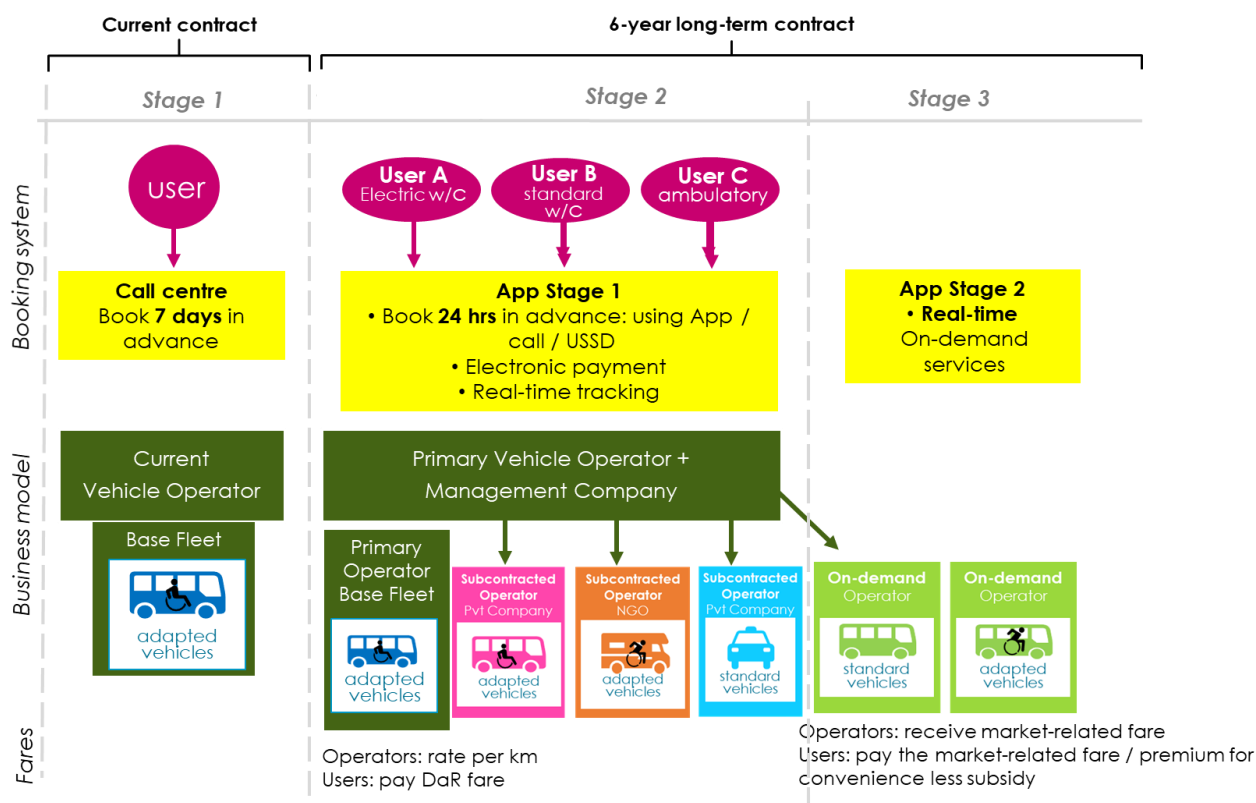 Current contract
6-year long-term contract
Stage 1
Stage 2
Stage 3
Booking system
user
User A
Electric w/c
User B
standard
w/c
User C
ambulatory
Call centre
Book 7 days in
advance
App Stage 1
• Book 24 hrs in advance: using App /
call / USSD
• Electronic payment
• Real-time tracking
App Stage 2
• Real-time
On-demand
services
Business model
Current
Vehicle Operator
Base Fleet
adapted
vehicles
Primary Vehicle Operator +
Management Company
Primary
Operator
Base Fleet
adapted
vehicles
Subcontracted
Operator
Pvt Company
adapted
vehicles
Subcontracted
Operator
NGO
adapted
vehicles
Subcontracted
Operator
Pvt Company
standard
vehicles
On-demand
Operator
standard
vehicles
On-demand
Operator
adapted
vehicles
Fares
Operators: rate per km
Users: pay DaR fare
Operators: receive market-related fare
Users: pay the market-related fare / premium for
convenience less subsidy